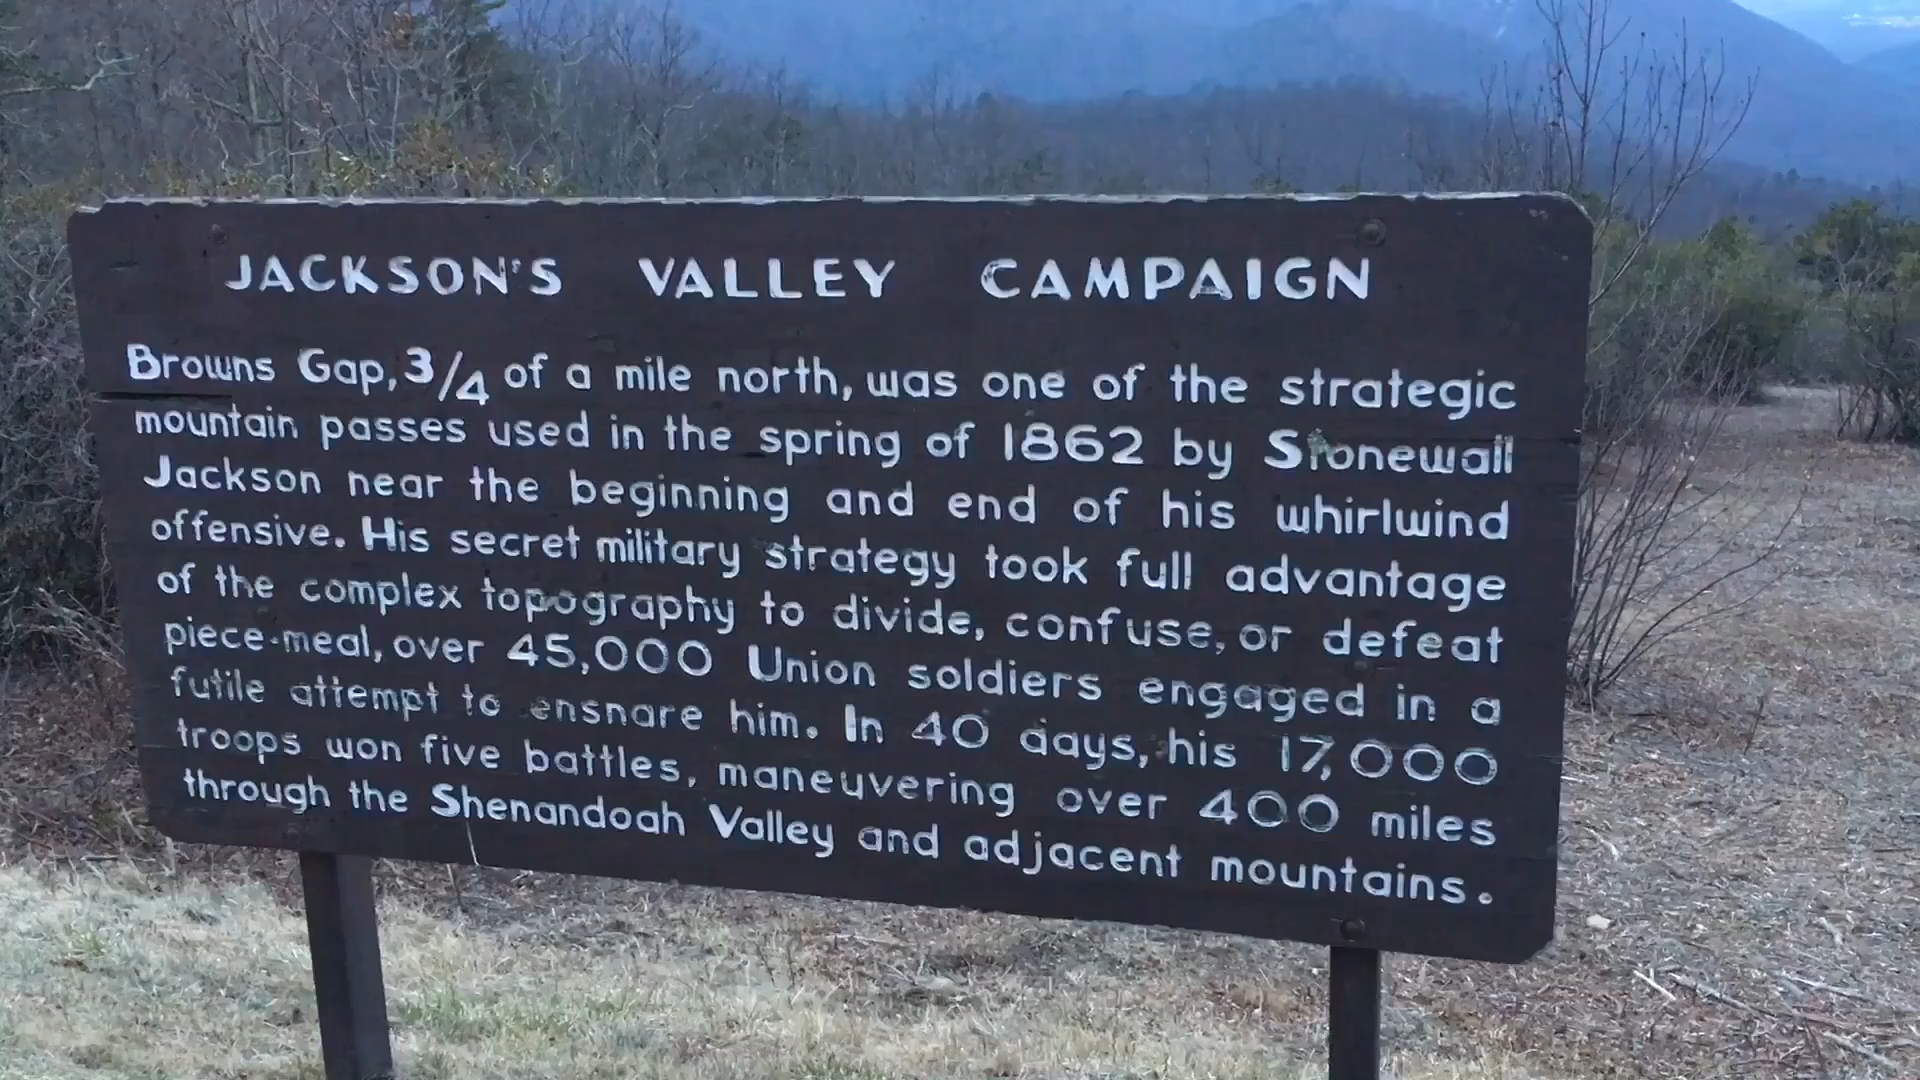 JACKSON'S VALLEY CAMPAIGN
Browns Gap, 3/4 of a mile north, was one of the strategic
mountain passes used in the spring of 1862 by Stonewall
Jackson near the beginning and end of his whirlwind
offensive. His secret military strategy took full advantage
of the complex topography to divide, confuse, or defeat
piece-meal, over 45,000 Union soldiers engaged in a
futile attempt to ensnare him. In 40 days, his 17,000
troops won five battles, maneuvering over 400 miles
through the Shenandoah Valley and adjacent mountains.